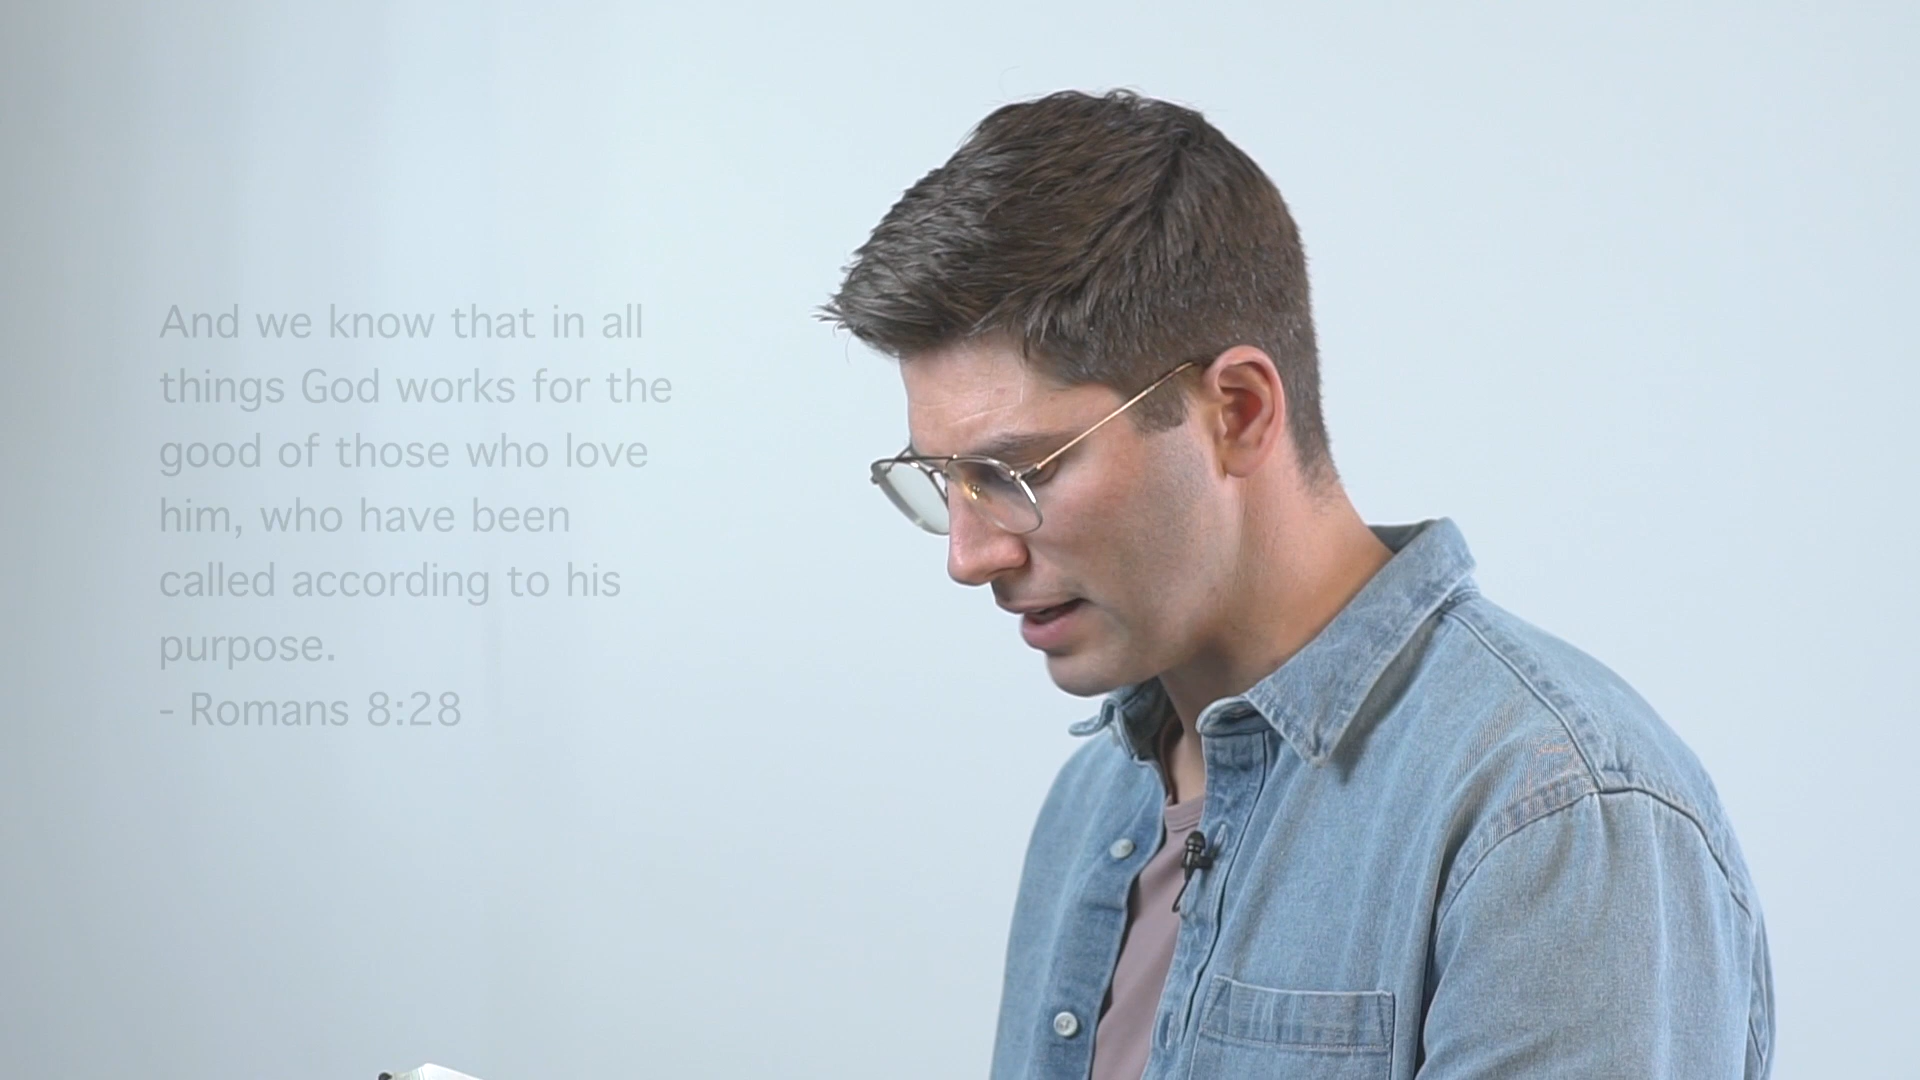 And we know that in all
things God works for the
good of those who love
him, who have been
called according to his
purpose.
- Romans 8:28